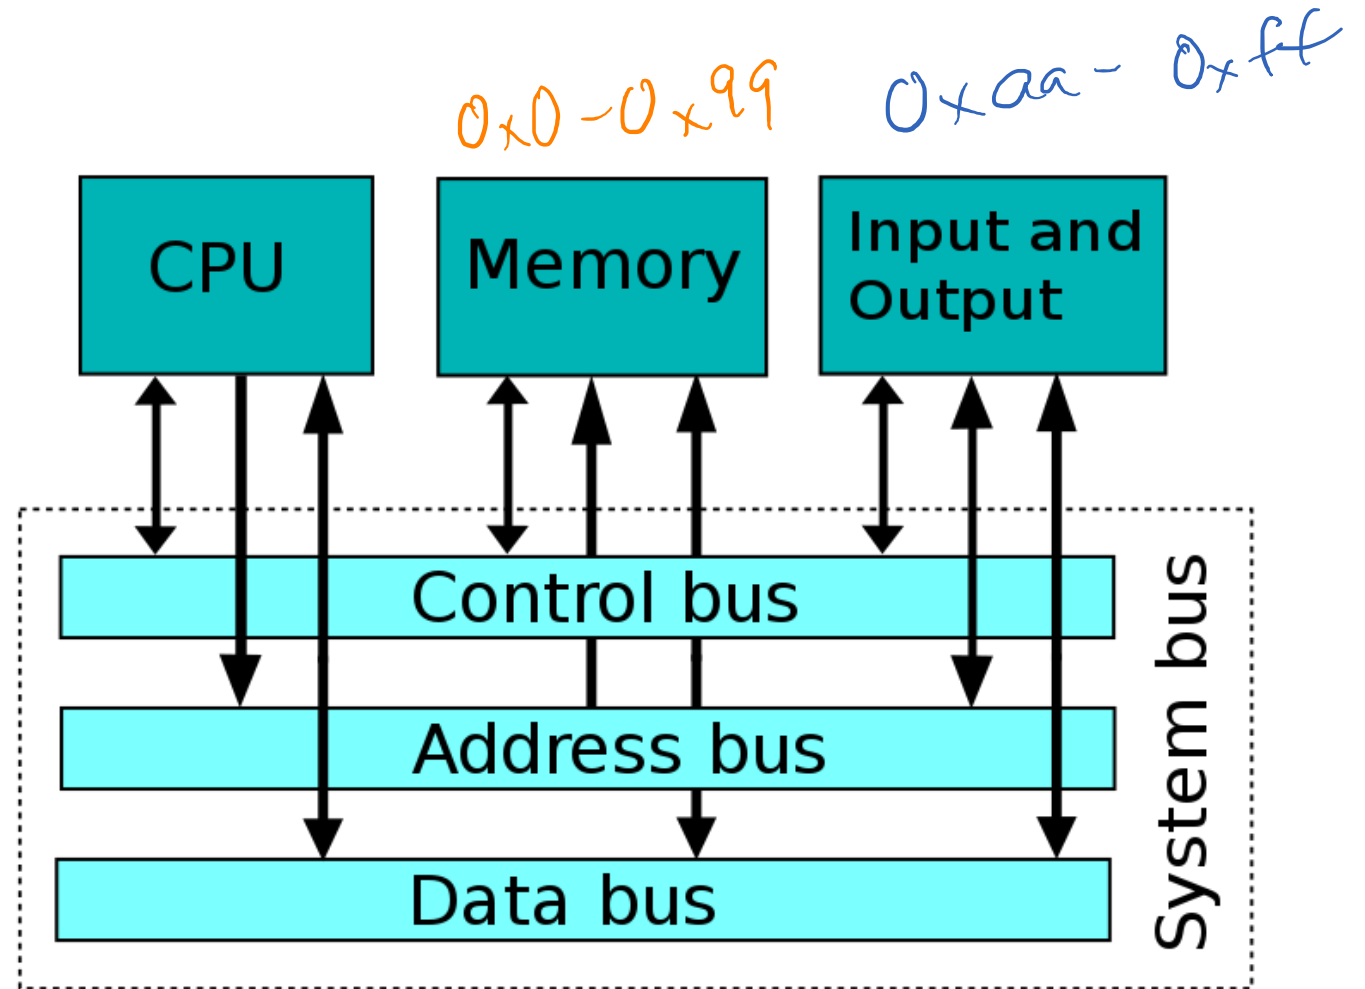 0x0-0x99
0xaa- 0xff
CPU
Memory
Input and
Output
Control bus
Address bus
Data bus
System bus